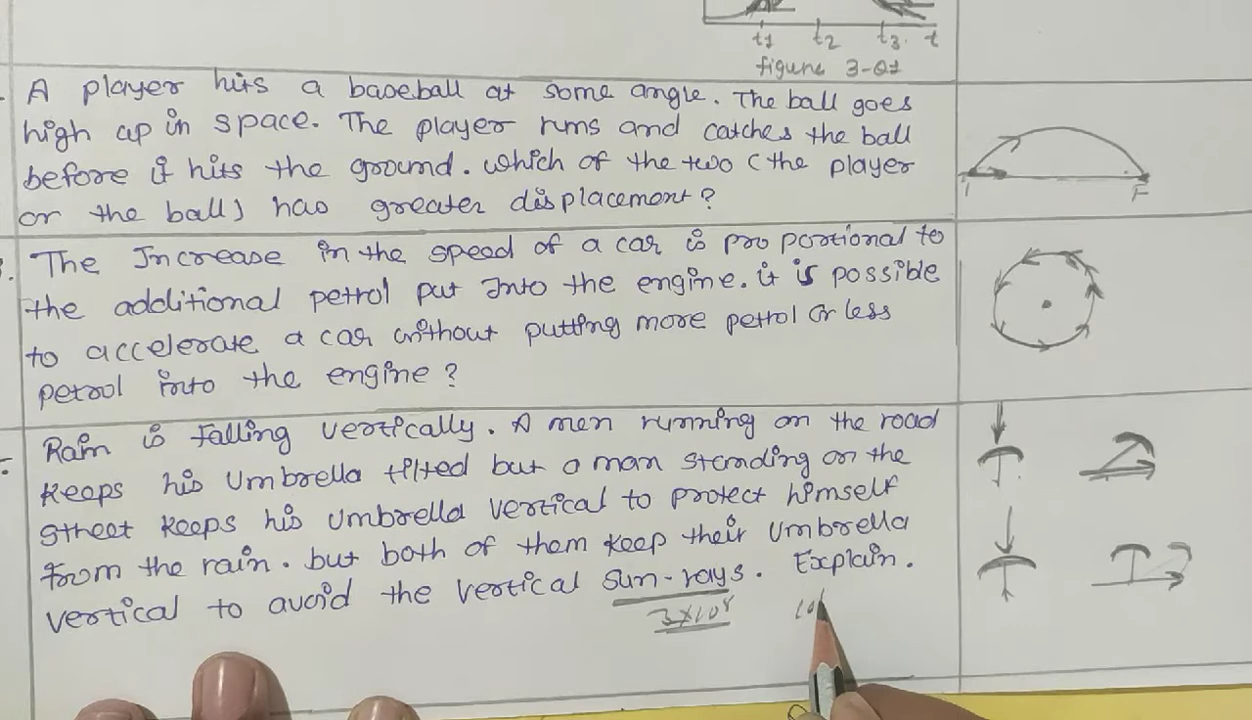 t1 t2 t3. t
figure 3-Q1
A player hits a baseball at some angle. The ball goes
high up in space. The player runs and catches the ball
before it hits the ground. which of the two (the player
or the ball) has greater displacement?
I F
The Increase in the speed of a car is proportional to
the additional petrol put Into the engine. it is possible
to accelerate a car without putting more petrol or less
petrol into the engine?
Rain is falling vertically. A men running on the road
keeps his Umbrella tilted but a man standing on the
street keeps his Umbrella vertical to protect himself
from the rain. but both of them keep their Umbrella
vertical to avoid the vertical sun-rays. Explain.
3×10⁸ 10